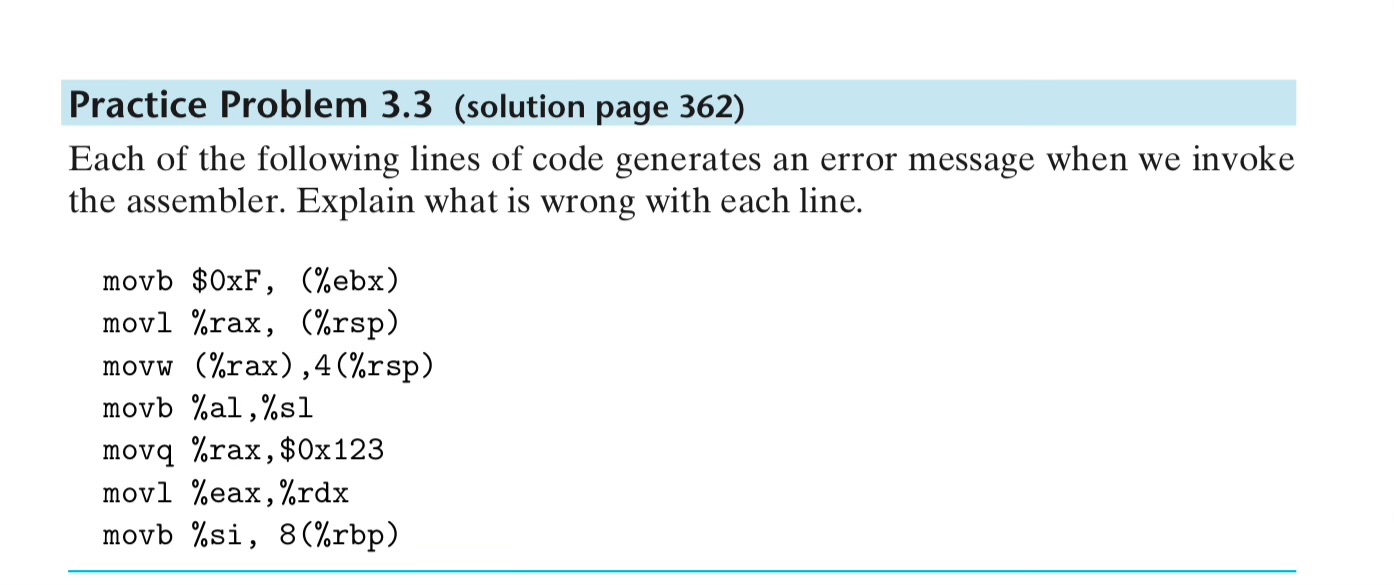 Practice Problem 3.3 (solution page 362)
Each of the following lines of code generates an error message when we invoke
the assembler. Explain what is wrong with each line.
movb $0xF, (%ebx)
movl %rax, (%rsp)
movw (%rax),4(%rsp)
movb %al,%sl
movq %rax,$0x123
movl %eax,%rdx
movb %si, 8(%rbp)